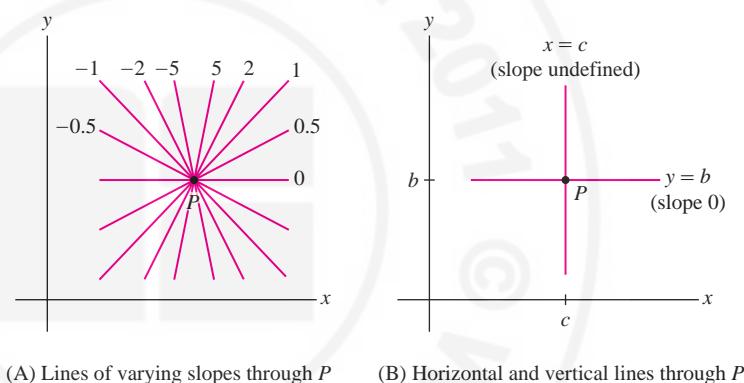 y
−1 −2 −5 5 2 1
−0.5 0.5
0
P
x
(A) Lines of varying slopes through P
y
x = c
(slope undefined)
b
P
y = b
(slope 0)
x
c
(B) Horizontal and vertical lines through P
2011
©